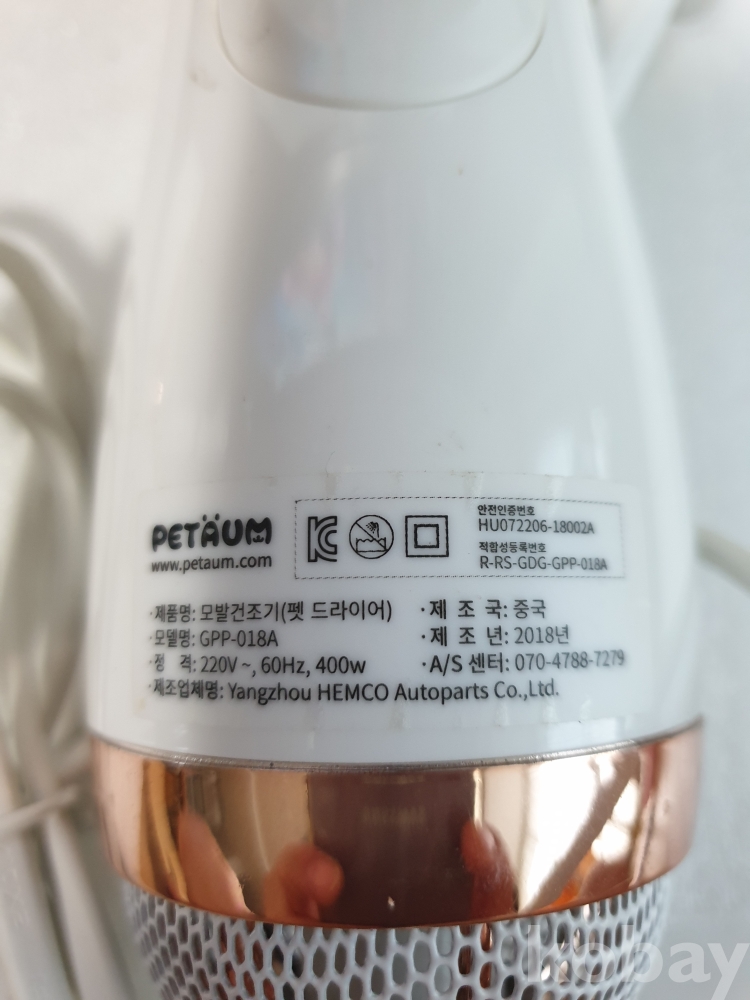 PETAUM
www.petaum.com
안전인증번호
HU072206-18002A
적합성등록번호
R-RS-GDG-GPP-018A
·제품명: 모발건조기(펫 드라이어)
·모델명: GPP-018A
·정 격: 220V ~, 60Hz, 400w
·제조업체명: Yangzhou HEMCO Autoparts Co.,Ltd.
·제 조 국: 중국
·제 조 년: 2018년
·A/S 센터: 070-4788-7279
kobay